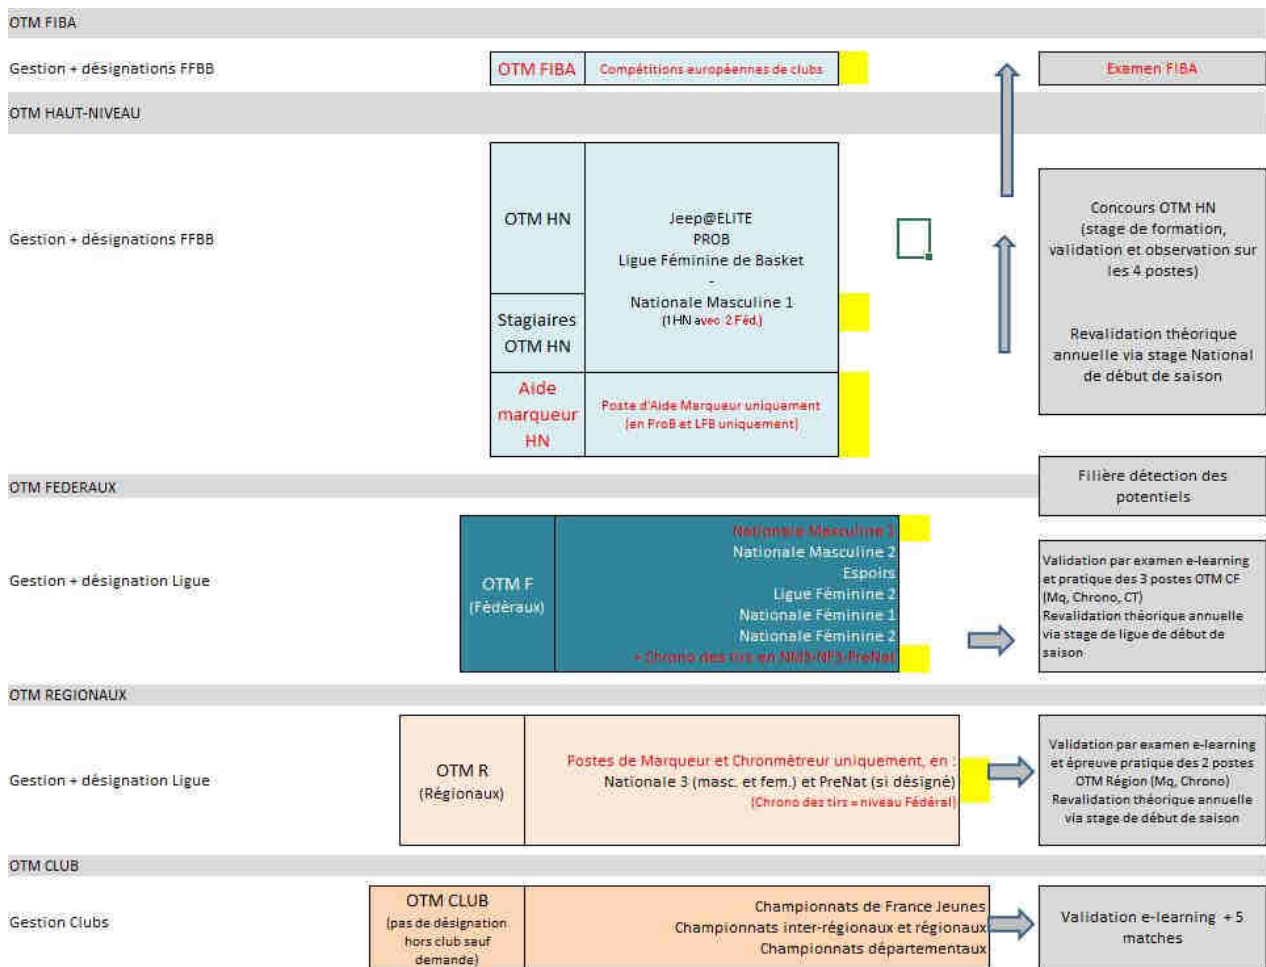 OTM FIBA
Gestion + désignations FFBB
OTM FIBA
Compétitions européennes de clubs
Examen FIBA
OTM HAUT-NIVEAU
Gestion + désignations FFBB
OTM HN
Stagiaires
OTM HN
Jeep@ELITE
PROB
Ligue Féminine de Basket
-
Nationale Masculine 1
(1HN avec 2 Féd.)
Aide
marqueur
HN
Poste d'Aide Marqueur uniquement
(en ProB et LFB uniquement)
Concours OTM HN
(stage de formation,
validation et observation sur
les 4 postes)
Revalidation théorique
annuelle via stage National
de début de saison
Filière détection des
potentiels
OTM FEDERAUX
Gestion + désignation Ligue
OTM F
(Fédéraux)
Nationale Masculine
Nationale Masculine 2
Espoirs
Ligue Féminine 2
Nationale Féminine 1
Nationale Féminine 2
+ Chrono des tirs en NM3-NF3-PreNat
Validation par examen e-learning
et pratique des 3 postes OTM CF
(Mq, Chrono, CT)
Revalidation théorique annuelle
via stage de ligue de début de
saison
OTM REGIONAUX
Gestion + désignation Ligue
OTM R
(Régionaux)
Postes de Marqueur et Chronmètreur uniquement, en :
Nationale 3 (masc. et fem.) et PreNat (si désigné)
(Chrono des tirs = niveau Fédéral)
Validation par examen e-learning
et épreuve pratique des 2 postes
OTM Région (Mq, Chrono)
Revalidation théorique annuelle
via stage de début de saison
OTM CLUB
Gestion Clubs
OTM CLUB
(pas de désignation
hors club sauf
demande)
Championnats de France Jeunes
Championnats inter-régionaux et régionaux
Championnats départementaux
Validation e-learning + 5
matches